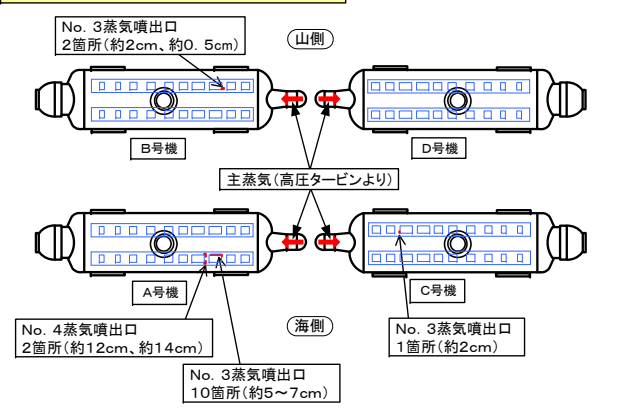 No. 3蒸気噴出口
2箇所(約2cm、約0. 5cm)
山側
B号機
D号機
主蒸気(高圧タービンより)
A号機
C号機
No. 4蒸気噴出口
2箇所(約12cm、約14cm)
海側
No. 3蒸気噴出口
1箇所(約2cm)
No. 3蒸気噴出口
10箇所(約5～7cm)